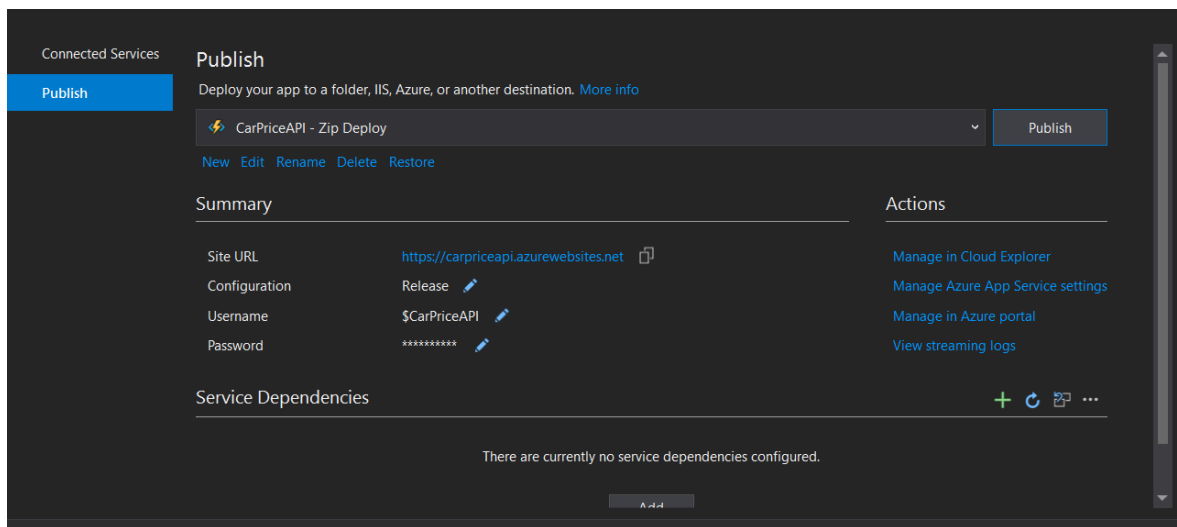 Connected Services
Publish
Publish
Deploy your app to a folder, IIS, Azure, or another destination. More info
CarPriceAPI - Zip Deploy
Publish
New Edit Rename Delete Restore
Summary
Site URL https://carpriceapi.azurewebsites.net
Configuration Release
Username $CarPriceAPI
Password **********
Actions
Manage in Cloud Explorer
Manage Azure App Service settings
Manage in Azure portal
View streaming logs
Service Dependencies
There are currently no service dependencies configured.
Add